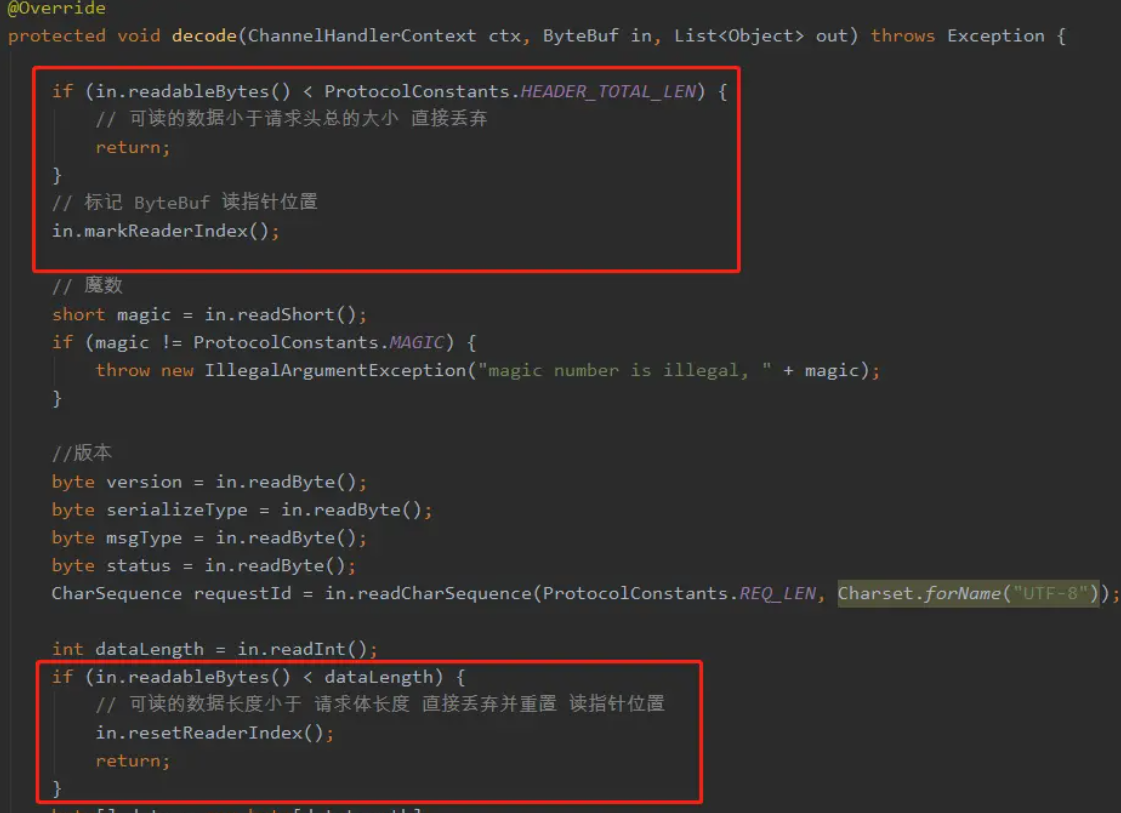 @Override
protected void decode(ChannelHandlerContext ctx, ByteBuf in, List<Object> out) throws Exception {
if (in.readableBytes() < ProtocolConstants.HEADER_TOTAL_LEN) {
// 可读的数据小于请求头总的大小 直接丢弃
return;
}
// 标记 ByteBuf 读指针位置
in.markReaderIndex();
// 魔数
short magic = in.readShort();
if (magic != ProtocolConstants.MAGIC) {
throw new IllegalArgumentException("magic number is illegal, " + magic);
}
//版本
byte version = in.readByte();
byte serializeType = in.readByte();
byte msgType = in.readByte();
byte status = in.readByte();
CharSequence requestId = in.readCharSequence(ProtocolConstants.REQ_LEN, Charset.forName("UTF-8"));
int dataLength = in.readInt();
if (in.readableBytes() < dataLength) {
// 可读的数据长度小于 请求体长度 直接丢弃并重置 读指针位置
in.resetReaderIndex();
return;
}